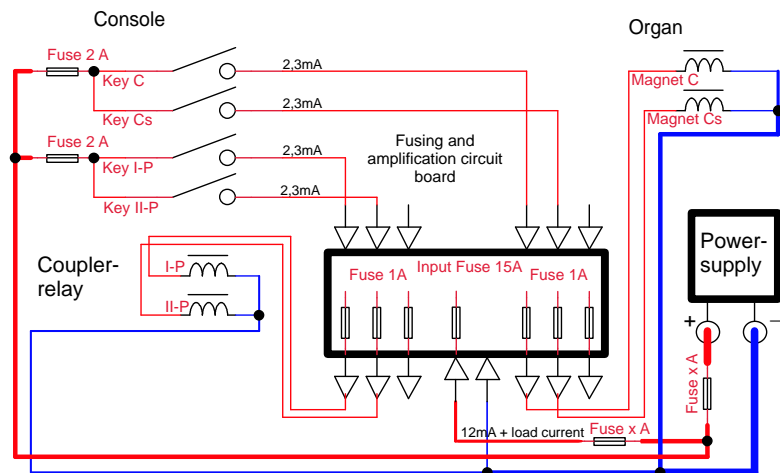 Console
Organ
Fuse 2 A
Key C
2,3mA
Magnet C
Key Cs
2,3mA
Magnet Cs
Fuse 2 A
Key I-P
2,3mA
Fusing and
amplification circuit
board
Key II-P
2,3mA
Coupler-
relay
I-P
II-P
Fuse 1A
Input Fuse 15A
Fuse 1A
Power-
supply
+
−
Fuse x A
12mA + load current
Fuse x A